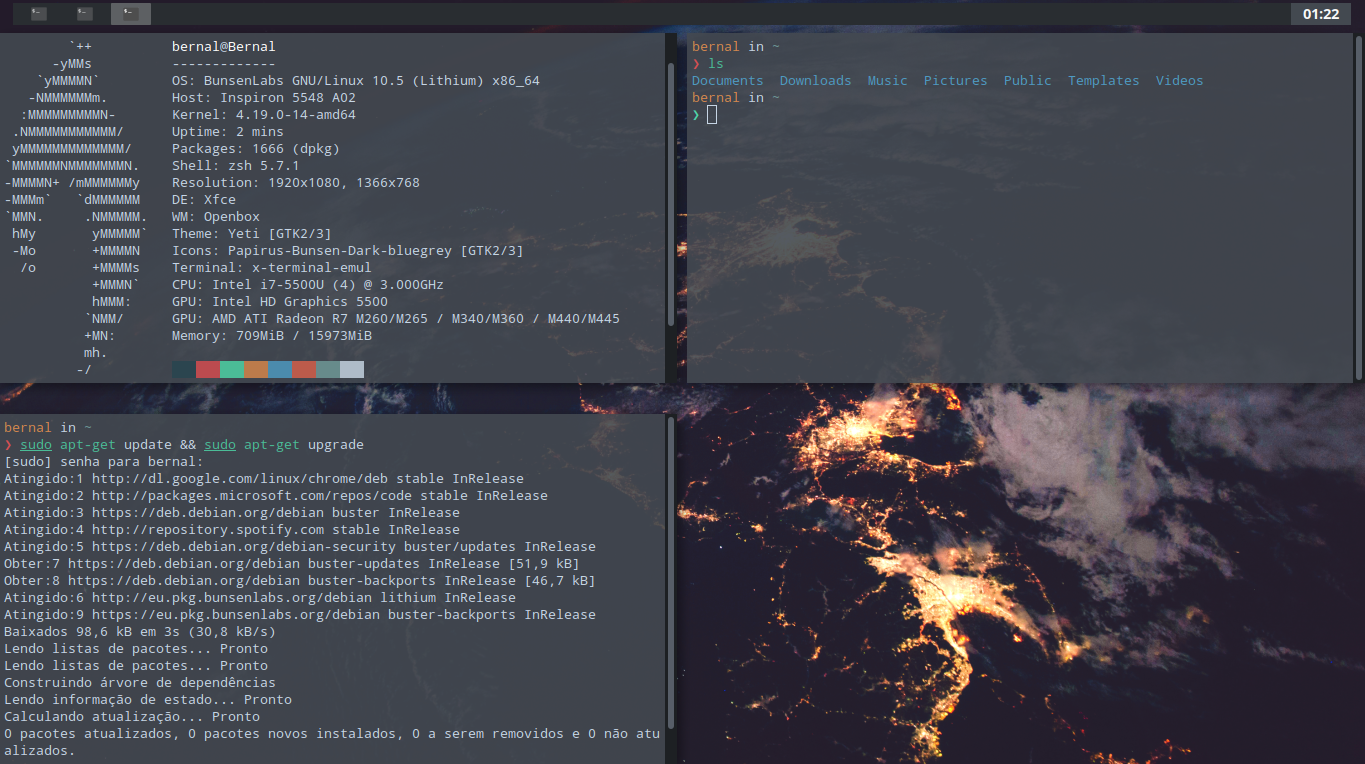 01:22
bernal@Bernal
-------------
OS: BunsenLabs GNU/Linux 10.5 (Lithium) x86_64
Host: Inspiron 5548 A02
Kernel: 4.19.0-14-amd64
Uptime: 2 mins
Packages: 1666 (dpkg)
Shell: zsh 5.7.1
Resolution: 1920x1080, 1366x768
DE: Xfce
WM: Openbox
Theme: Yeti [GTK2/3]
Icons: Papirus-Bunsen-Dark-bluegrey [GTK2/3]
Terminal: x-terminal-emul
CPU: Intel i7-5500U (4) @ 3.000GHz
GPU: Intel HD Graphics 5500
GPU: AMD ATI Radeon R7 M260/M265 / M340/M360 / M440/M445
Memory: 709MiB / 15973MiB
`++
-yMMs
`yMMMMN`
-NMMMMMMm.
:MMMMMMMMMN-
.NMMMMMMMMMMM/
yMMMMMMMMMMMMM/
`MMMMMMNMMMMMMMN.
-MMMMN+ /mMMMMMMy
-MMMm` `dMMMMMM
`MMN. .NMMMMM.
hMy yMMMMM`
-Mo +MMMMN
/o +MMMMs
+MMMN`
hMMM:
`NMM/
+MN:
mh.
-/
bernal in ~
❯ ls
Documents Downloads Music Pictures Public Templates Videos
bernal in ~
❯
bernal in ~
❯ sudo apt-get update && sudo apt-get upgrade
[sudo] senha para bernal:
Atingido:1 http://dl.google.com/linux/chrome/deb stable InRelease
Atingido:2 http://packages.microsoft.com/repos/code stable InRelease
Atingido:3 https://deb.debian.org/debian buster InRelease
Atingido:4 http://repository.spotify.com stable InRelease
Atingido:5 https://deb.debian.org/debian-security buster/updates InRelease
Obter:7 https://deb.debian.org/debian buster-updates InRelease [51,9 kB]
Obter:8 https://deb.debian.org/debian buster-backports InRelease [46,7 kB]
Atingido:6 http://eu.pkg.bunsenlabs.org/debian lithium InRelease
Atingido:9 https://eu.pkg.bunsenlabs.org/debian buster-backports InRelease
Baixados 98,6 kB em 3s (30,8 kB/s)
Lendo listas de pacotes... Pronto
Lendo listas de pacotes... Pronto
Construindo árvore de dependências
Lendo informação de estado... Pronto
Calculando atualização... Pronto
0 pacotes atualizados, 0 pacotes novos instalados, 0 a serem removidos e 0 não atu
alizados.